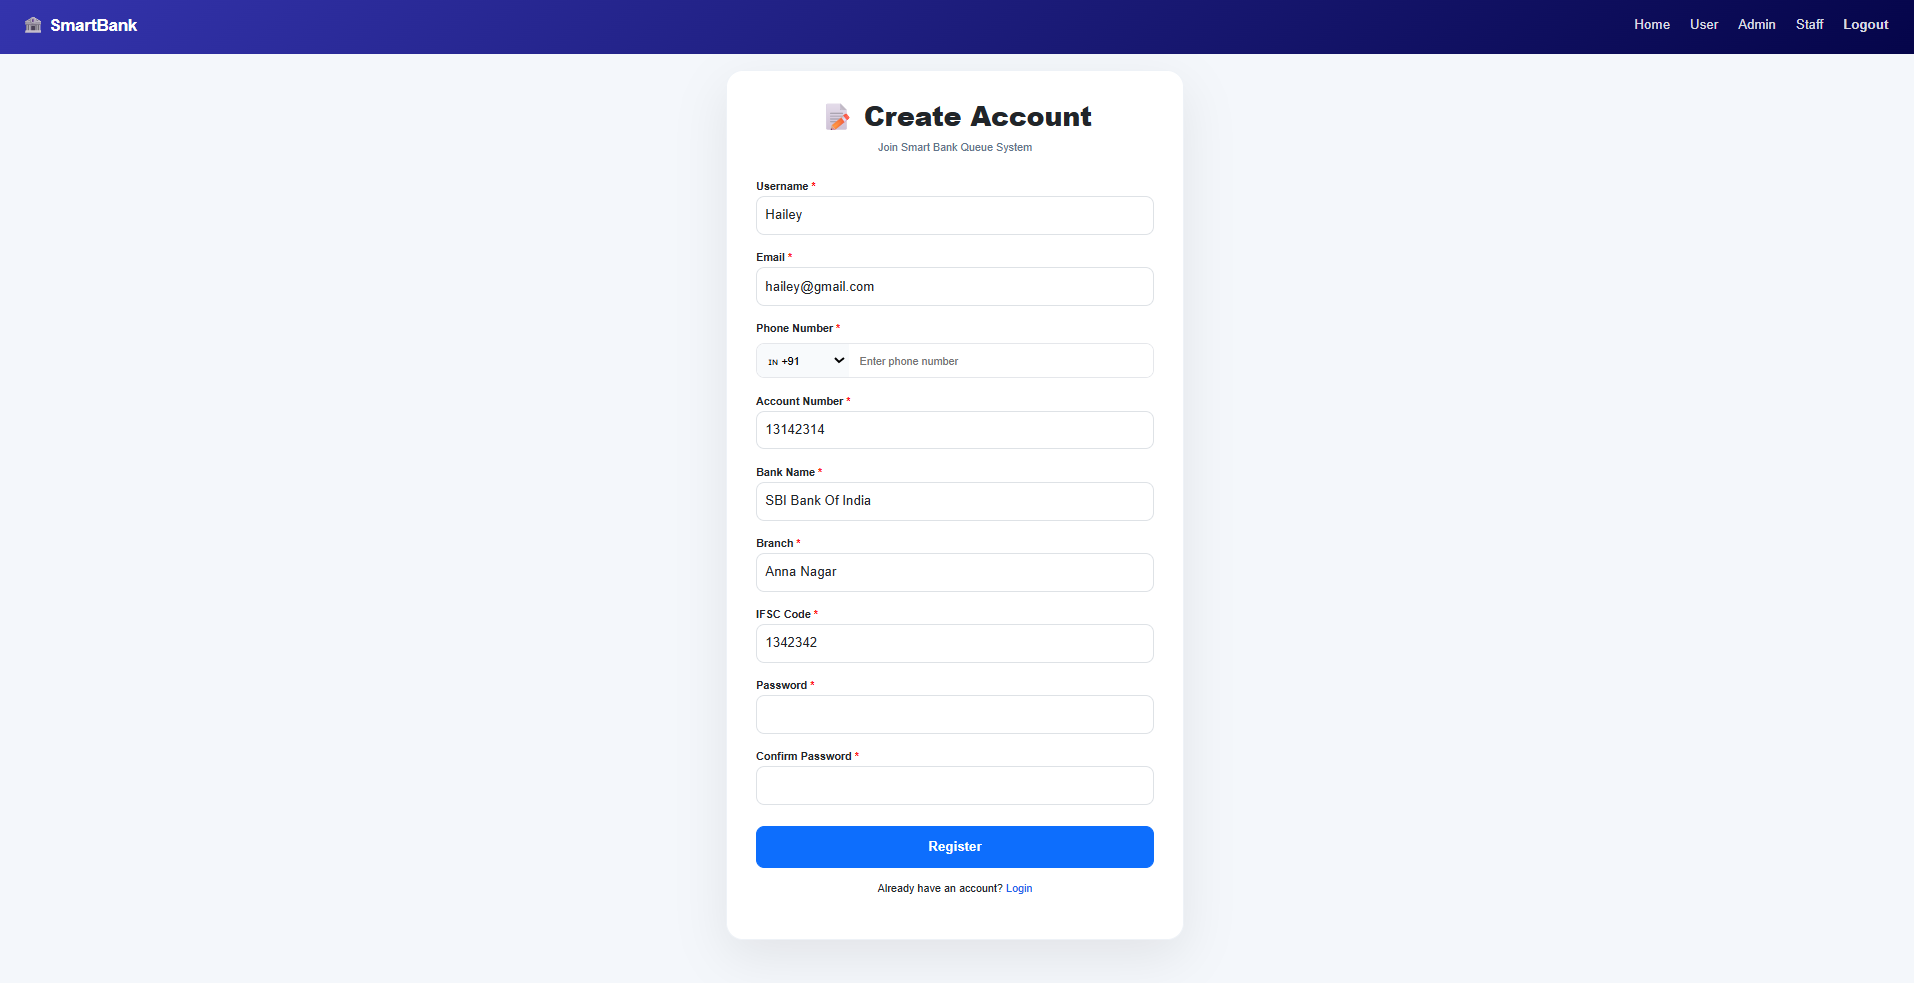 SmartBank
Home User Admin Staff Logout
Create Account
Join Smart Bank Queue System
Username *
Hailey
Email *
hailey@gmail.com
Phone Number *
IN +91 Enter phone number
Account Number *
13142314
Bank Name *
SBI Bank Of India
Branch *
Anna Nagar
IFSC Code *
1342342
Password *
Confirm Password *
Register
Already have an account? Login